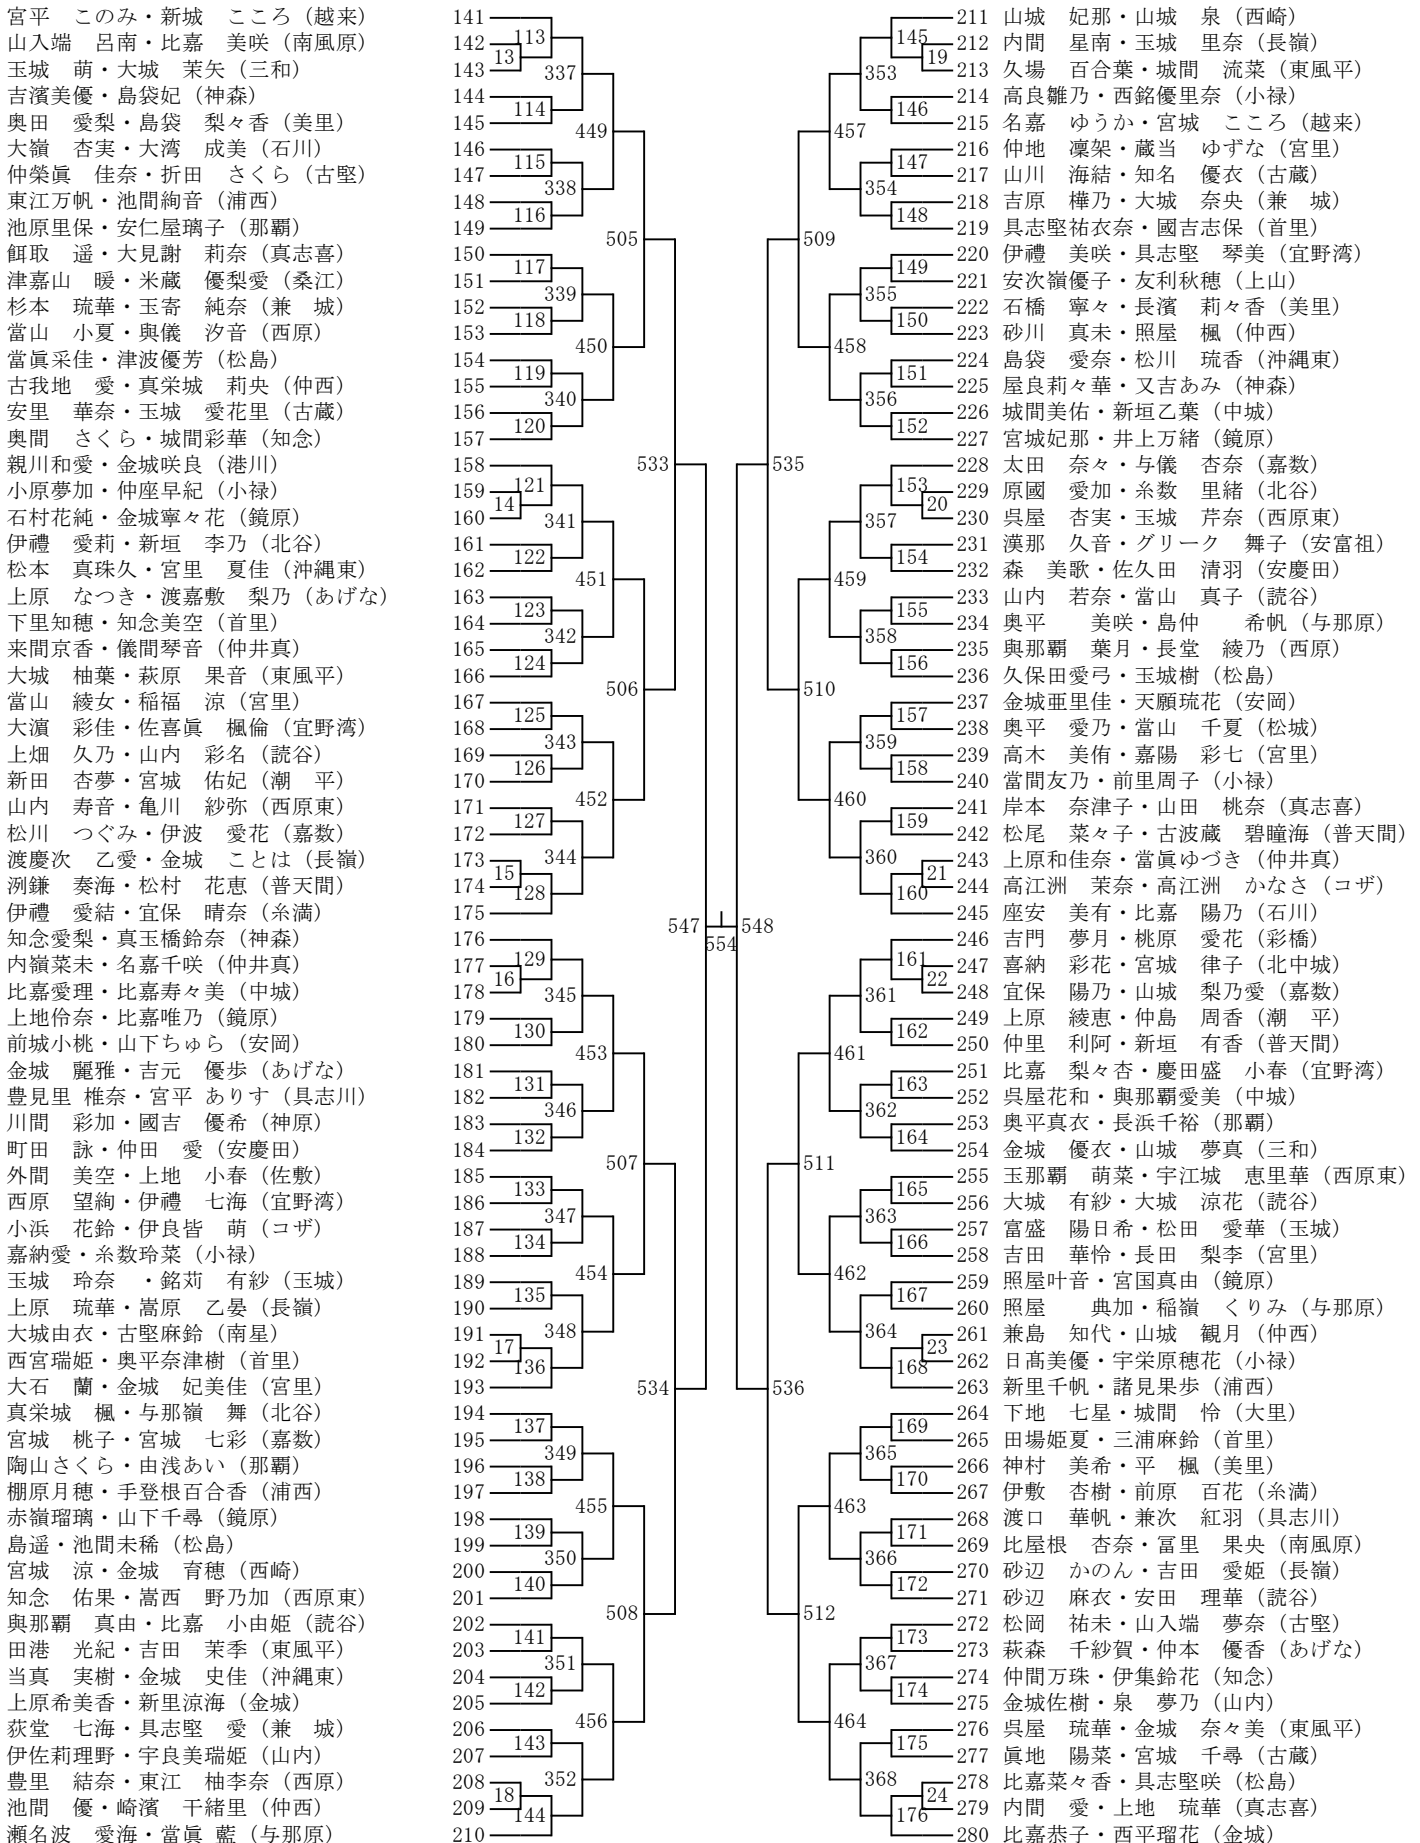 宮平　このみ・新城　こころ（越来） 141
山入端　呂南・比嘉　美咲（南風原） 142
玉城　萌・大城　茉矢（三和） 143
吉濱美優・島袋妃（神森） 144
奥田　愛梨・島袋　梨々香（美里） 145
大嶺　杏実・大湾　成美（石川） 146
仲榮眞　佳奈・折田　さくら（古堅） 147
東江万帆・池間絢音（浦西） 148
池原里保・安仁屋璃子（那覇） 149
餌取　遥・大見謝　莉奈（真志喜） 150
津嘉山　暖・米蔵　優梨愛（桑江） 151
杉本　琉華・玉寄　純奈（兼　城） 152
當山　小夏・與儀　汐音（西原） 153
當眞采佳・津波優芳（松島） 154
古我地　愛・真栄城　莉央（仲西） 155
安里　華奈・玉城　愛花里（古蔵） 156
奥間　さくら・城間彩華（知念） 157
親川和愛・金城咲良（港川） 158
小原夢加・仲座早紀（小禄） 159
石村花純・金城寧々花（鏡原） 160
伊禮　愛莉・新垣　李乃（北谷） 161
松本　真珠久・宮里　夏佳（沖縄東） 162
上原　なつき・渡嘉敷　梨乃（あげな） 163
下里知穂・知念美空（首里） 164
来間京香・儀間琴音（仲井真） 165
大城　柚葉・萩原　果音（東風平） 166
當山　綾女・稲福　涼（宮里） 167
大濵　彩佳・佐喜眞　楓倫（宜野湾） 168
上畑　久乃・山内　彩名（読谷） 169
新田　杏夢・宮城　佑妃（潮　平） 170
山内　寿音・亀川　紗弥（西原東） 171
松川　つぐみ・伊波　愛花（嘉数） 172
渡慶次　乙愛・金城　ことは（長嶺） 173
洌鎌　奏海・松村　花恵（普天間） 174
伊禮　愛結・宜保　晴奈（糸満） 175
知念愛梨・真玉橋鈴奈（神森） 176
内嶺菜未・名嘉千咲（仲井真） 177
比嘉愛理・比嘉寿々美（中城） 178
上地伶奈・比嘉唯乃（鏡原） 179
前城小桃・山下ちゅら（安岡） 180
金城　麗雅・吉元　優歩（あげな） 181
豊見里 椎奈・宮平 ありす（具志川） 182
川間　彩加・國吉　優希（神原） 183
町田　詠・仲田　愛（安慶田） 184
外間　美空・上地　小春（佐敷） 185
西原　望絢・伊禮　七海（宜野湾） 186
小浜　花鈴・伊良皆　萌（コザ） 187
嘉納愛・糸数玲菜（小禄） 188
玉城　玲奈　・銘苅　有紗（玉城） 189
上原　琉華・嵩原　乙晏（長嶺） 190
大城由衣・古堅麻鈴（南星） 191
西宮瑞姫・奥平奈津樹（首里） 192
大石　蘭・金城　妃美佳（宮里） 193
真栄城　楓・与那嶺　舞（北谷） 194
宮城　桃子・宮城　七彩（嘉数） 195
陶山さくら・由浅あい（那覇） 196
棚原月穂・手登根百合香（浦西） 197
赤嶺瑠璃・山下千尋（鏡原） 198
島遥・池間未稀（松島） 199
宮城　涼・金城　育穂（西崎） 200
知念　佑果・嵩西　野乃加（西原東） 201
與那覇　真由・比嘉　小由姫（読谷） 202
田港　光紀・吉田　茉季（東風平） 203
当真　実樹・金城　史佳（沖縄東） 204
上原希美香・新里涼海（金城） 205
荻堂　七海・具志堅　愛（兼　城） 206
伊佐莉理野・宇良美瑞姫（山内） 207
豊里　結奈・東江　柚李奈（西原） 208
池間　優・崎濱　千緒里（仲西） 209
瀬名波　愛海・當眞 藍（与那原） 210
13
14
15
16
17
18
113
114
115
116
117
118
119
120
121
122
123
124
125
126
127
128
129
130
131
132
133
134
135
136
137
138
139
140
141
142
143
144
337
338
339
340
341
342
343
344
345
346
347
348
349
350
351
352
449
450
451
452
453
454
455
456
505
506
507
508
533
534
547
554
548
535
536
509
510
511
512
457
458
459
460
461
462
463
464
353
354
355
356
357
358
359
360
361
362
363
364
365
366
367
368
145
146
147
148
149
150
151
152
153
154
155
156
157
158
159
160
161
162
163
164
165
166
167
168
169
170
171
172
173
174
175
176
19
20
21
22
23
24
211 山城　妃那・山城　泉（西崎）
212 内間　星南・玉城　里奈（長嶺）
213 久場　百合葉・城間　流菜（東風平）
214 高良雛乃・西銘優里奈（小禄）
215 名嘉　ゆうか・宮城　こころ（越来）
216 仲地　凜架・蔵当　ゆずな（宮里）
217 山川　海結・知名　優衣（古蔵）
218 吉原　樺乃・大城　奈央（兼　城）
219 具志堅祐衣奈・國吉志保（首里）
220 伊禮　美咲・具志堅　琴美（宜野湾）
221 安次嶺優子・友利秋穂（上山）
222 石橋　寧々・長濱　莉々香（美里）
223 砂川　真未・照屋　楓（仲西）
224 島袋　愛奈・松川　琉香（沖縄東）
225 屋良莉々華・又吉あみ（神森）
226 城間美佑・新垣乙葉（中城）
227 宮城妃那・井上万緒（鏡原）
228 太田　奈々・与儀　杏奈（嘉数）
229 原國　愛加・糸数　里緒（北谷）
230 呉屋　杏実・玉城　芹奈（西原東）
231 漢那　久音・グリーク　舞子（安富祖）
232 森　美歌・佐久田　清羽（安慶田）
233 山内　若奈・當山　真子（読谷）
234 奥平　　美咲・島仲　　希帆（与那原）
235 與那覇　葉月・長堂　綾乃（西原）
236 久保田愛弓・玉城樹（松島）
237 金城亜里佳・天願琉花（安岡）
238 奥平　愛乃・當山　千夏（松城）
239 高木　美侑・嘉陽　彩七（宮里）
240 當間友乃・前里周子（小禄）
241 岸本　奈津子・山田　桃奈（真志喜）
242 松尾　菜々子・古波蔵　碧瞳海（普天間）
243 上原和佳奈・當眞ゆづき（仲井真）
244 高江洲　茉奈・高江洲　かなさ（コザ）
245 座安　美有・比嘉　陽乃（石川）
246 吉門　夢月・桃原　愛花（彩橋）
247 喜納　彩花・宮城　律子（北中城）
248 宜保　陽乃・山城　梨乃愛（嘉数）
249 上原　綾恵・仲島　周香（潮　平）
250 仲里　利阿・新垣　有香（普天間）
251 比嘉　梨々杏・慶田盛　小春（宜野湾）
252 呉屋花和・與那覇愛美（中城）
253 奥平真衣・長浜千裕（那覇）
254 金城　優衣・山城　夢真（三和）
255 玉那覇　萌菜・宇江城　恵里華（西原東）
256 大城　有紗・大城　涼花（読谷）
257 富盛　陽日希・松田　愛華（玉城）
258 吉田　華怜・長田　梨李（宮里）
259 照屋叶音・宮国真由（鏡原）
260 照屋　　典加・稲嶺　くりみ（与那原）
261 兼島　知代・山城　観月（仲西）
262 日髙美優・宇栄原穂花（小禄）
263 新里千帆・諸見果歩（浦西）
264 下地　七星・城間　怜（大里）
265 田場姫夏・三浦麻鈴（首里）
266 神村　美希・平　楓（美里）
267 伊敷　杏樹・前原　百花（糸満）
268 渡口　華帆・兼次　紅羽（具志川）
269 比屋根　杏奈・冨里　果央（南風原）
270 砂辺　かのん・吉田　愛姫（長嶺）
271 砂辺　麻衣・安田　理華（読谷）
272 松岡　祐未・山入端　夢奈（古堅）
273 萩森　千紗賀・仲本　優香（あげな）
274 仲間万珠・伊集鈴花（知念）
275 金城佐樹・泉　夢乃（山内）
276 呉屋　琉華・金城　奈々美（東風平）
277 眞地　陽菜・宮城　千尋（古蔵）
278 比嘉菜々香・具志堅咲（松島）
279 内間　愛・上地　琉華（真志喜）
280 比嘉恭子・西平瑠花（金城）